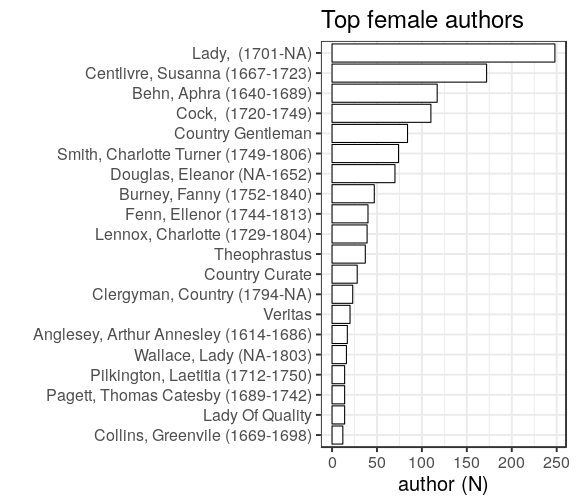 Top female authors
Lady,  (1701-NA)
Centlivre, Susanna (1667-1723)
Behn, Aphra (1640-1689)
Cock,  (1720-1749)
Country Gentleman
Smith, Charlotte Turner (1749-1806)
Douglas, Eleanor (NA-1652)
Burney, Fanny (1752-1840)
Fenn, Ellenor (1744-1813)
Lennox, Charlotte (1729-1804)
Theophrastus
Country Curate
Clergyman, Country (1794-NA)
Veritas
Anglesey, Arthur Annesley (1614-1686)
Wallace, Lady (NA-1803)
Pilkington, Laetitia (1712-1750)
Pagett, Thomas Catesby (1689-1742)
Lady Of Quality
Collins, Greenvile (1669-1698)
0 50 100 150 200 250
author (N)